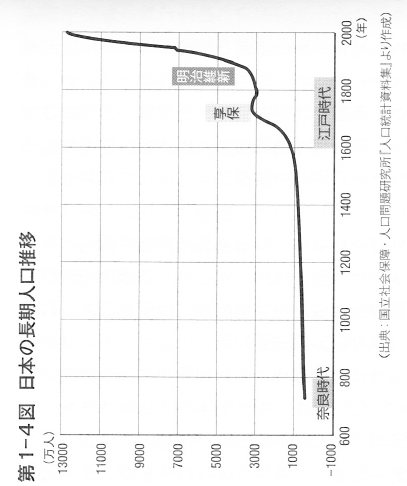 第1-4図 日本の長期人口推移
(万人)
13000
11000
9000
7000
5000
3000
1000
-1000
600
800
1000
1200
1400
1600
1800
2000
(年)
奈良時代
江戸時代
享保
明治維新
(出典：国立社会保障・人口問題研究所「人口統計資料集」より作成)